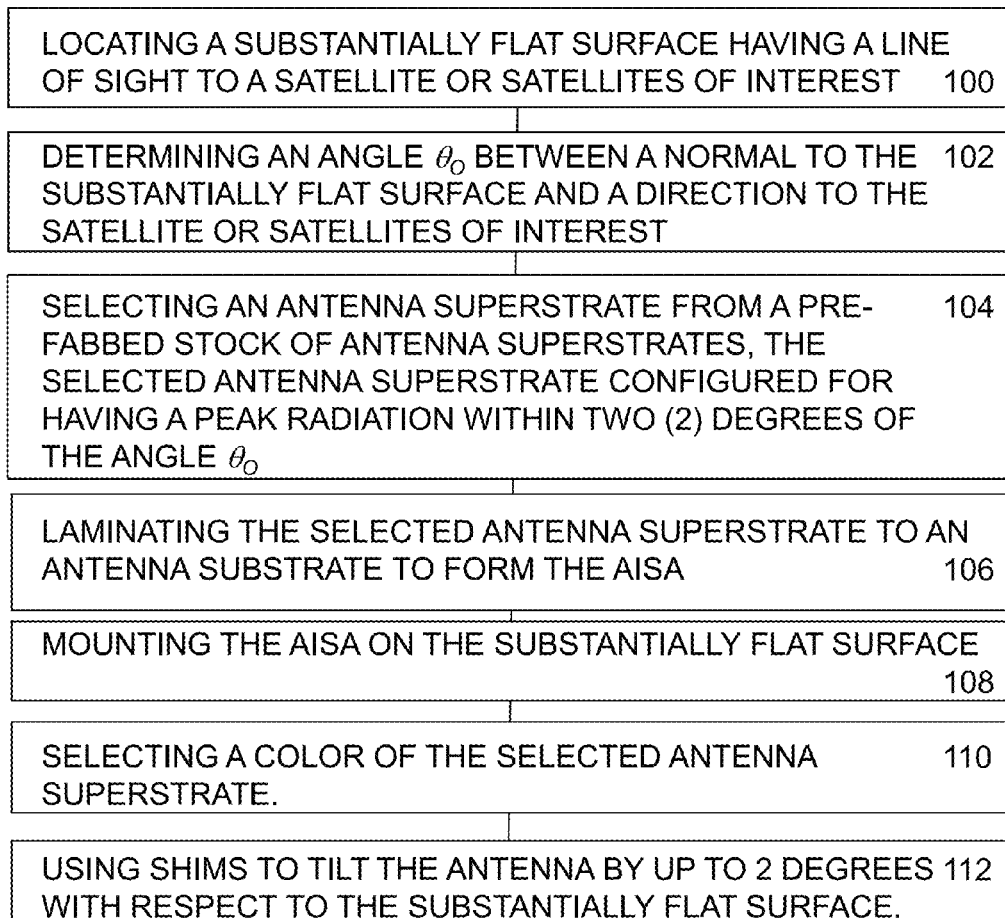 LOCATING A SUBSTANTIALLY FLAT SURFACE HAVING A LINE
OF SIGHT TO A SATELLITE OR SATELLITES OF INTEREST 100
DETERMINING AN ANGLE θ_O BETWEEN A NORMAL TO THE 102
SUBSTANTIALLY FLAT SURFACE AND A DIRECTION TO THE
SATELLITE OR SATELLITES OF INTEREST
SELECTING AN ANTENNA SUPERSTRATE FROM A PRE- 104
FABBED STOCK OF ANTENNA SUPERSTRATES, THE
SELECTED ANTENNA SUPERSTRATE CONFIGURED FOR
HAVING A PEAK RADIATION WITHIN TWO (2) DEGREES OF
THE ANGLE θ_O
LAMINATING THE SELECTED ANTENNA SUPERSTRATE TO AN
ANTENNA SUBSTRATE TO FORM THE AISA 106
MOUNTING THE AISA ON THE SUBSTANTIALLY FLAT SURFACE
108
SELECTING A COLOR OF THE SELECTED ANTENNA 110
SUPERSTRATE.
USING SHIMS TO TILT THE ANTENNA BY UP TO 2 DEGREES 112
WITH RESPECT TO THE SUBSTANTIALLY FLAT SURFACE.